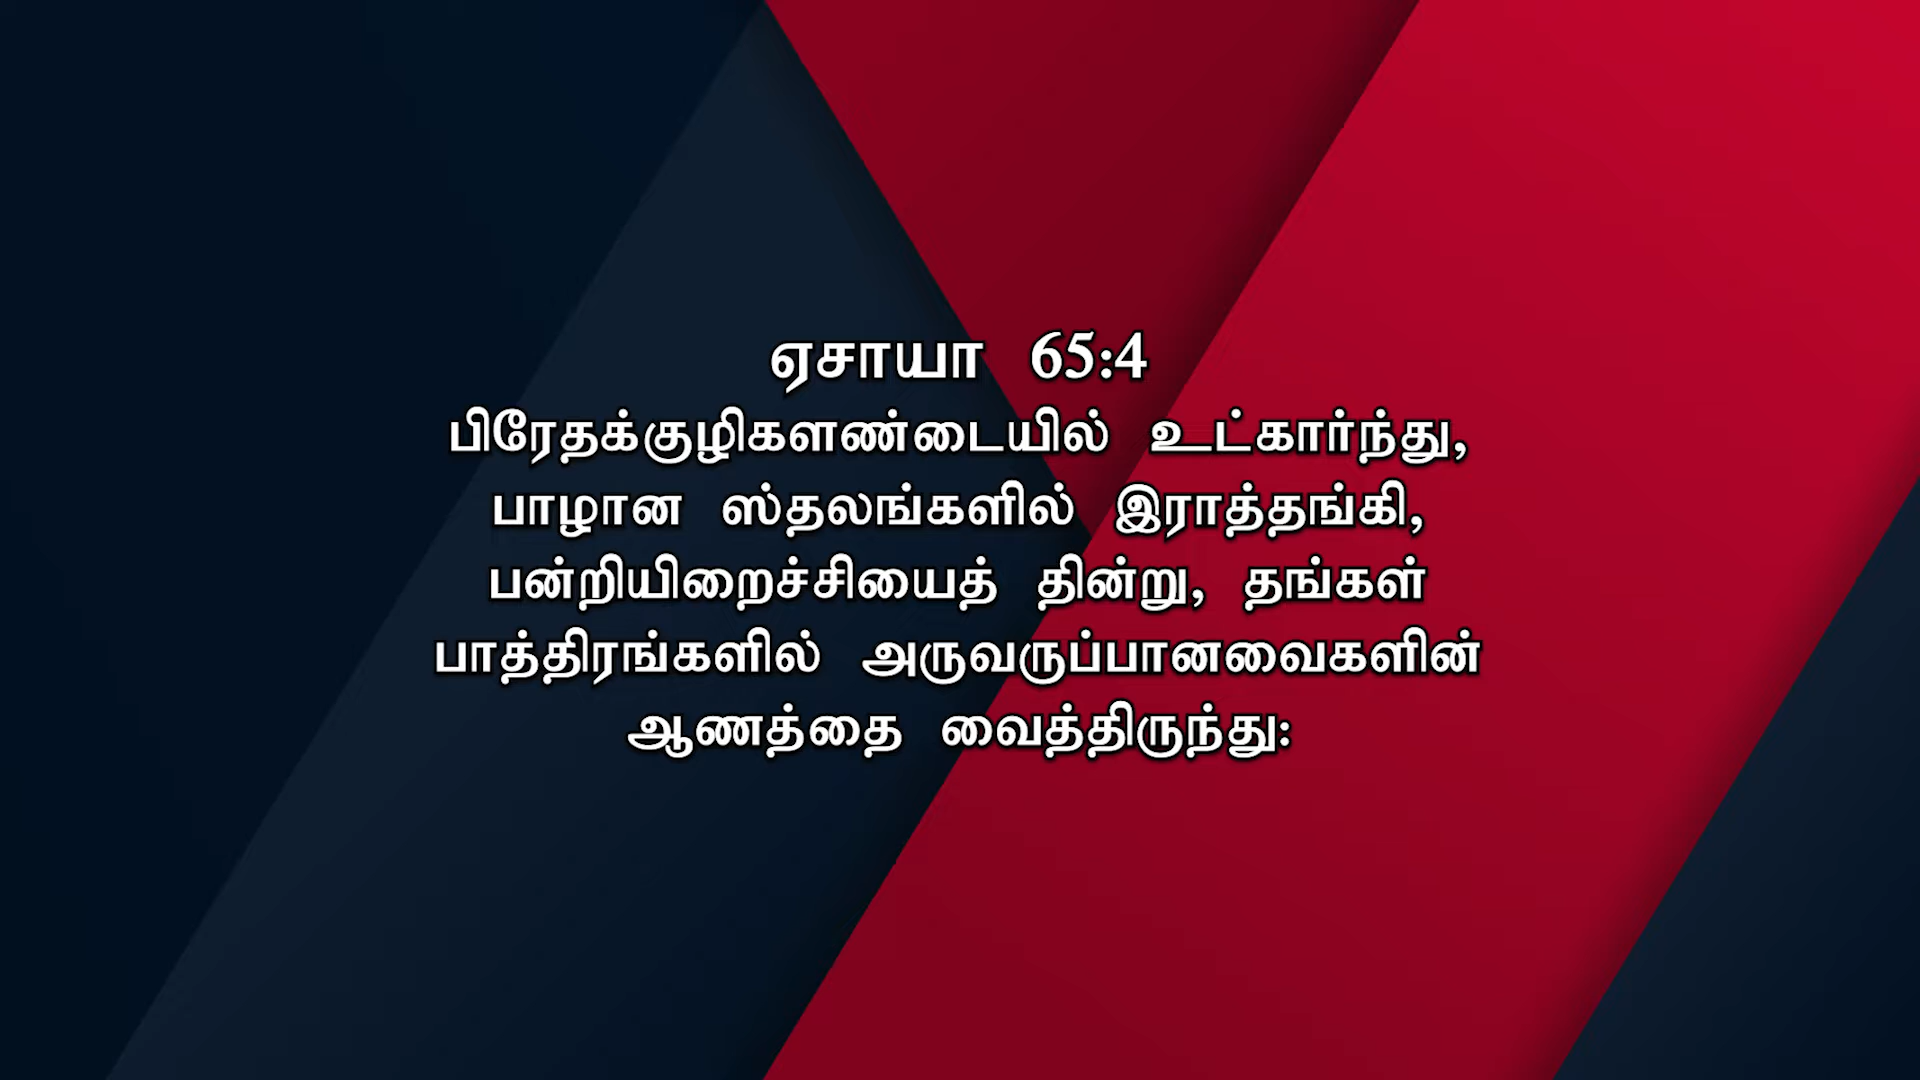 ஏசாயா 65:4
பிரேதக்குழிகளண்டையில் உட்கார்ந்து,
பாழான ஸ்தலங்களில் இராத்தங்கி,
பன்றியிறைச்சியைத் தின்று, தங்கள்
பாத்திரங்களில் அருவருப்பானவைகளின்
ஆணத்தை வைத்திருந்து: